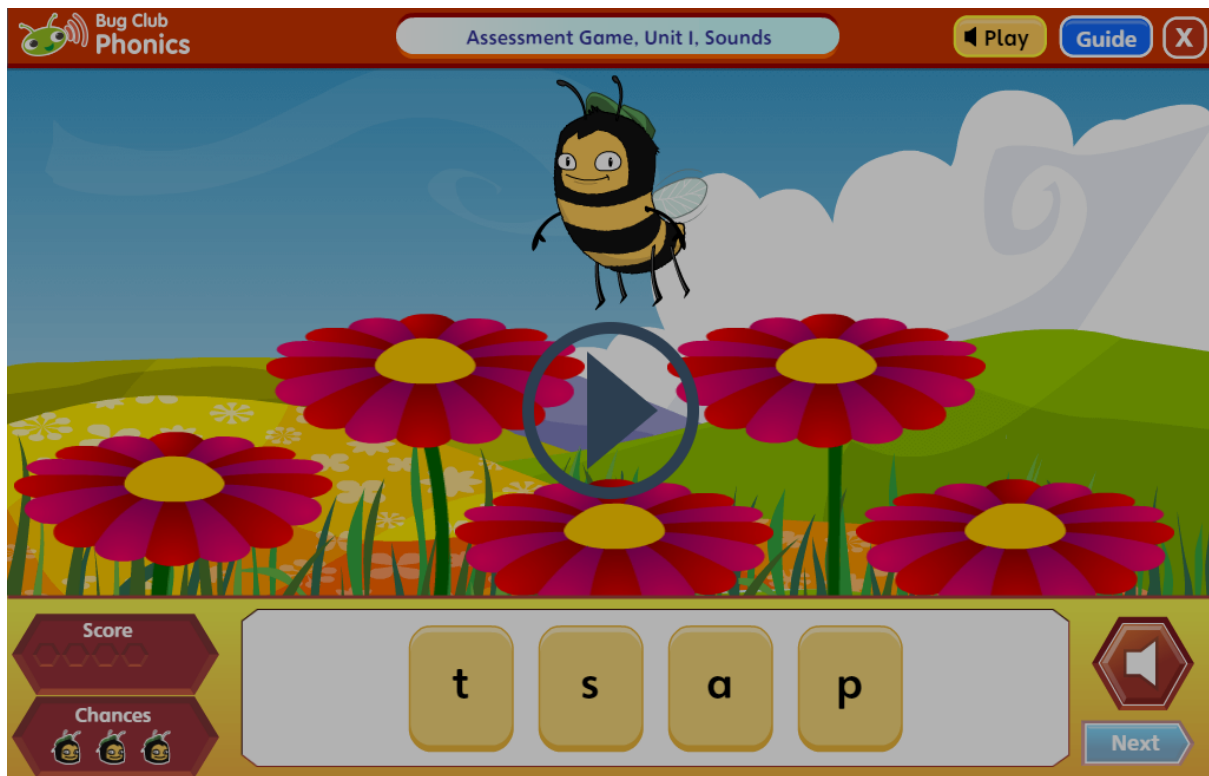 Bug Club
Phonics
Assessment Game, Unit 1, Sounds
Play
Guide
X
Score
Chances
t s a p
Next